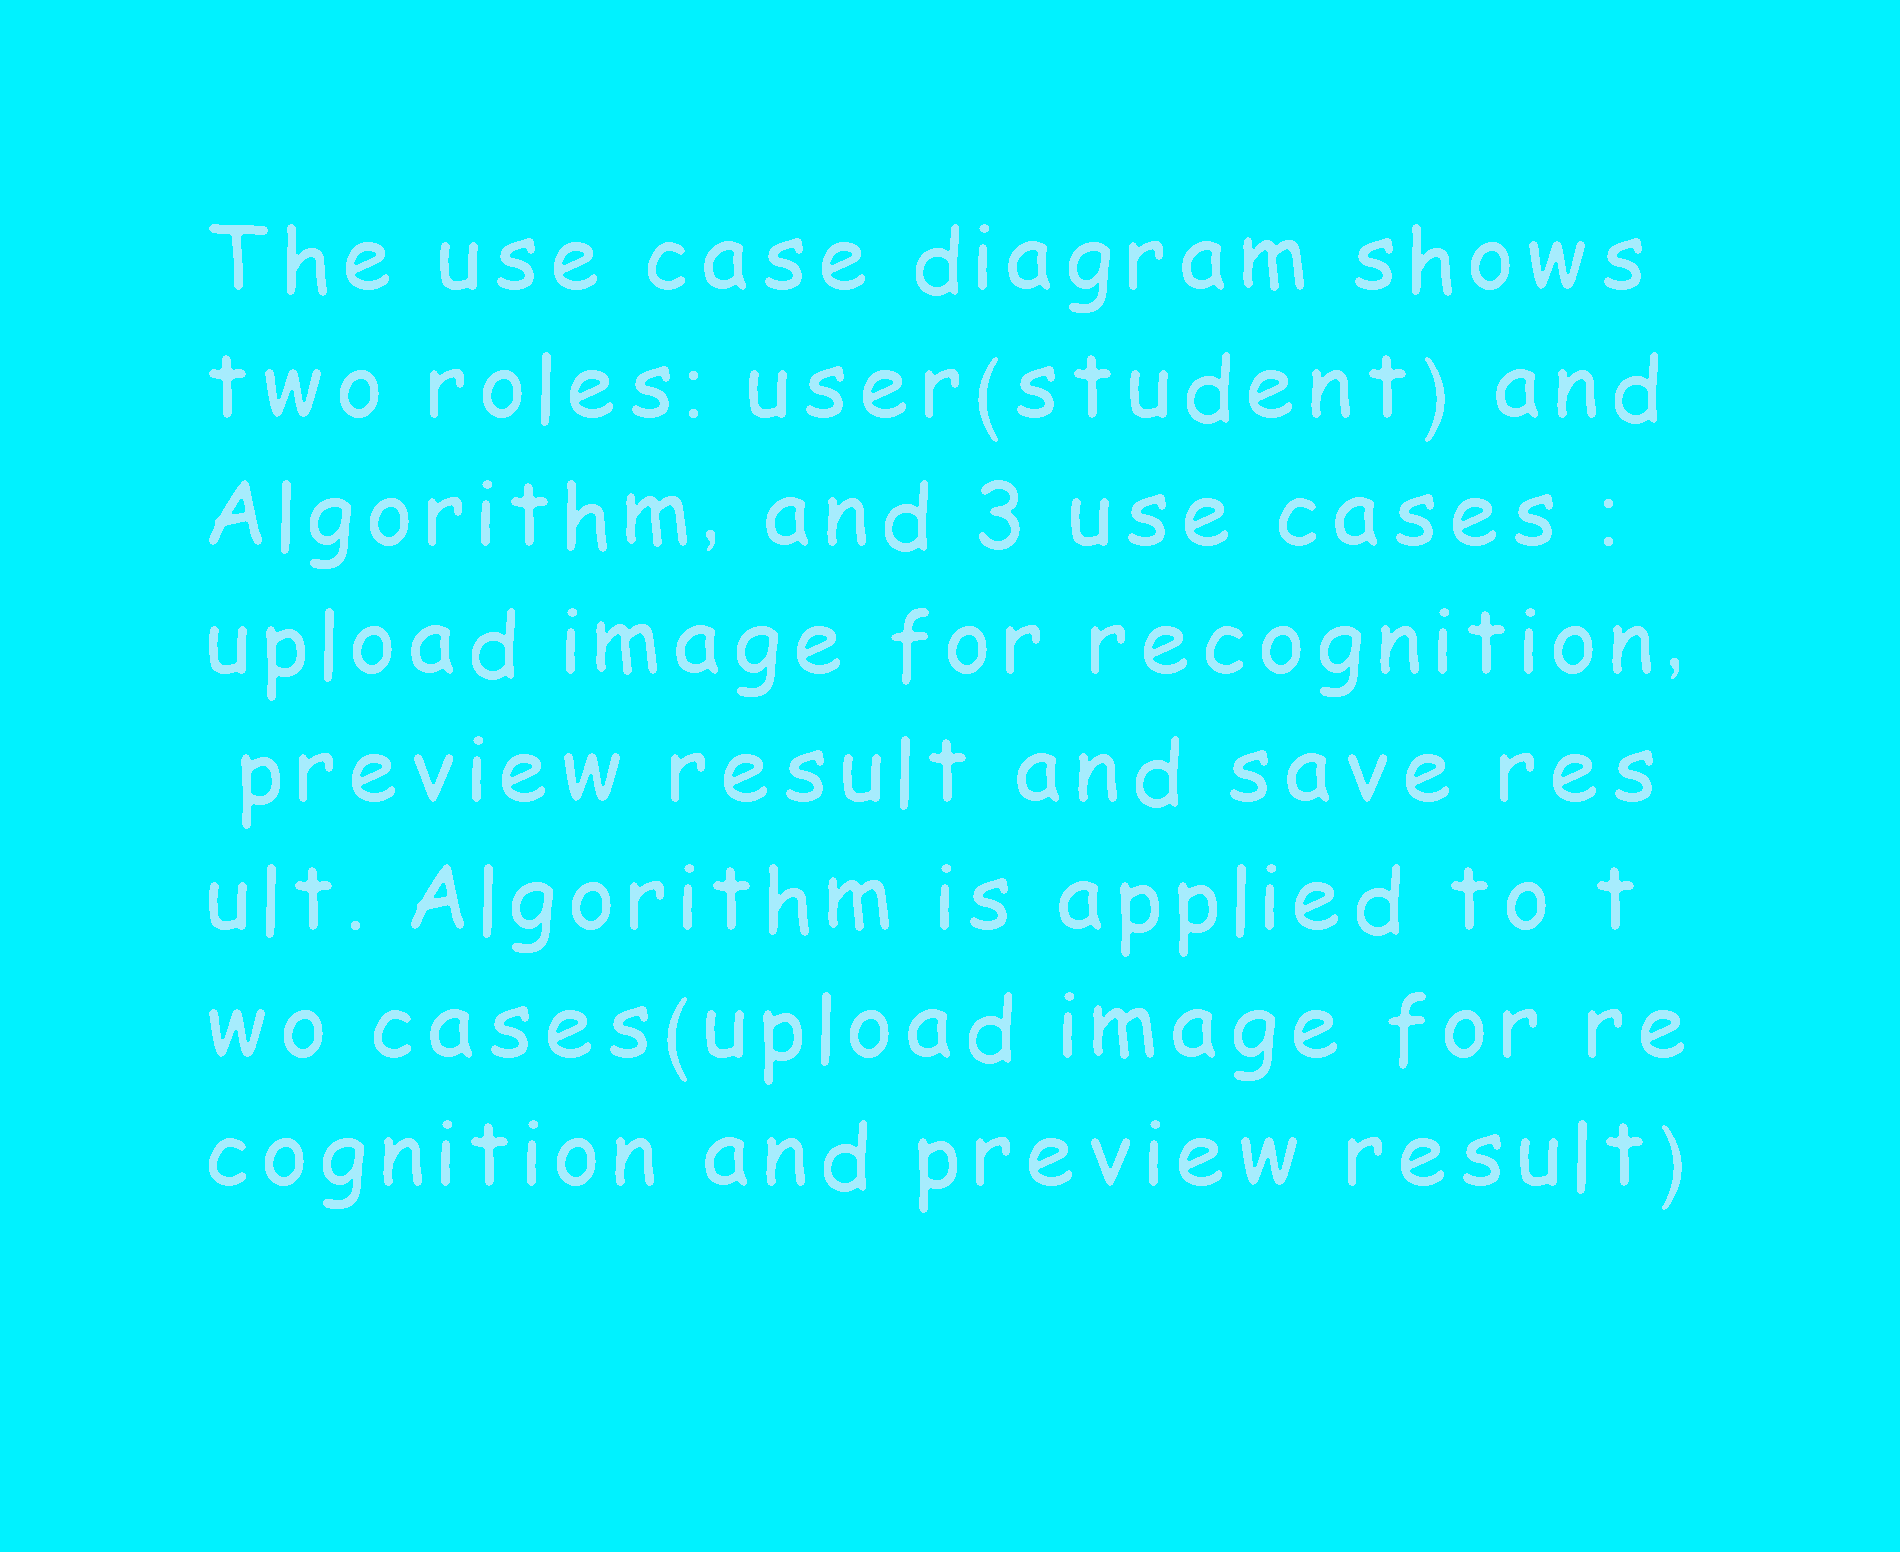 The use case diagram shows
two roles: user(student) and
Algorithm, and 3 use cases :
upload image for recognition,
preview result and save res
ult. Algorithm is applied to t
wo cases(upload image for re
cognition and preview result)